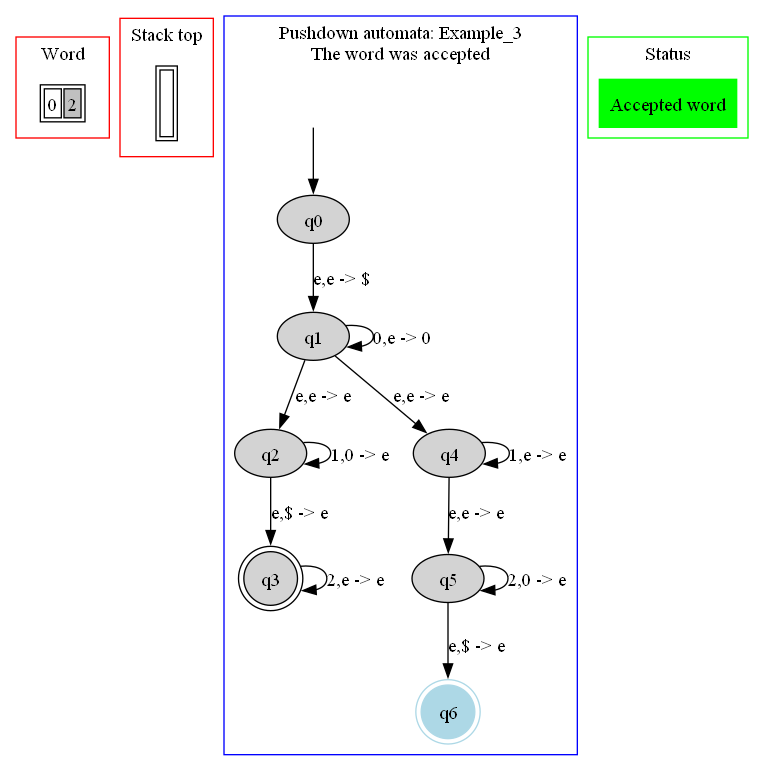 Word
0 2
Stack top
Pushdown automata: Example_3
The word was accepted
Status
Accepted word
q0
e,e -> $
q1
0,e -> 0
e,e -> e
e,e -> e
q2
1,0 -> e
q4
1,e -> e
e,$ -> e
e,e -> e
q3
2,e -> e
q5
2,0 -> e
e,$ -> e
q6